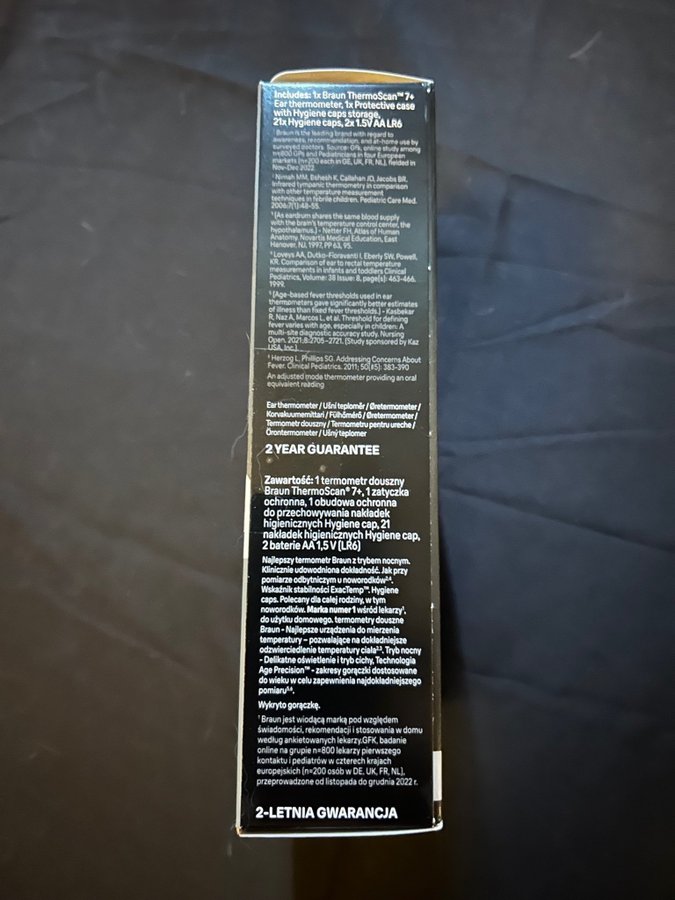 Includes: 1x Braun ThermoScan™ 7+
Ear thermometer, 1x Protective case
with Hygiene caps storage,
21x Hygiene caps, 2x 1.5V AA LR6
¹ Braun is the leading brand with regard to
awareness, recommendation, and at-home use by
surveyed doctors. Source: GfK, online study among
n=800 GPs and Pediatricians in four European
markets (n=200 each in DE, UK, FR, NL), fielded in
Nov-Dec 2022.
² Nimah MM, Bshesh K, Callahan JD, Jacobs BR.
Infrared tympanic thermometry in comparison
with other temperature measurement
techniques in febrile children. Pediatric Care Med.
2006;7(1):48-55.
³ (As eardrum shares the same blood supply
with the brain's temperature control center, the
hypothalamus.) - Netter FH, Atlas of Human
Anatomy. Novartis Medical Education, East
Hanover, NJ, 1997, PP 63, 95.
⁴ Loveys AA, Dutko-Fioravanti I, Eberly SW, Powell,
KR. Comparison of ear to rectal temperature
measurements in infants and toddlers Clinical
Pediatrics, Volume: 38 Issue 8, page(s): 463-466.
1999.
⁵ (Age-based fever thresholds used in ear
thermometers gave significantly better estimates
of illness than fixed fever thresholds.) - Kasbekar
R, Naz A, Marcos L, et al. Threshold for defining
fever varies with age, especially in children: A
multi-site diagnostic accuracy study. Nursing
Open. 2021;8:2705–2721. (Study sponsored by Kaz
USA, Inc.)
⁶ Herzog L, Phillips SG. Addressing Concerns About
Fever. Clinical Pediatrics. 2011; 50(#5): 383-390
An adjusted mode thermometer providing an oral
equivalent reading
Ear thermometer / Ušní teploměr / Øretermometer /
Korvakuumemittari / Fülhőmérő / Øretermometer /
Termometr douszny / Termometru pentru ureche /
Örontermometer / Ušný teplomer
2 YEAR GUARANTEE
Zawartość: 1 termometr douszny
Braun ThermoScan® 7+, 1 zatyczka
ochronna, 1 obudowa ochronna
do przechowywania nakładek
higienicznych Hygiene cap, 21
nakładek higienicznych Hygiene cap,
2 baterie AA 1,5 V (LR6)
Najlepszy termometr Braun z trybem nocnym.
Klinicznie udowodniona dokładność. Jak przy
pomiarze odbytniczym u noworodków²,⁴.
Wskaźnik stabilności ExacTemp™. Hygiene
caps. Polecany dla całej rodziny, w tym
noworodków. Marka numer 1 wśród lekarzy¹,
do użytku domowego. termometry douszne
Braun - Najlepsze urządzenia do mierzenia
temperatury – pozwalające na dokładniejsze
odzwierciedlenie temperatury ciała²,³. Tryb nocny
- Delikatne oświetlenie i tryb cichy, Technologia
Age Precision™ - zakresy gorączki dostosowane
do wieku w celu zapewnienia najdokładniejszego
pomiaru⁵,⁶.
Wykryto gorączkę.
¹ Braun jest wiodącą marką pod względem
świadomości, rekomendacji i stosowania w domu
według ankietowanych lekarzy.GFK, badanie
online na grupie n=800 lekarzy pierwszego
kontaktu i pediatrów w czterech krajach
europejskich (n=200 osób w DE, UK, FR, NL),
przeprowadzone od listopada do grudnia 2022 r.
2-LETNIA GWARANCJA